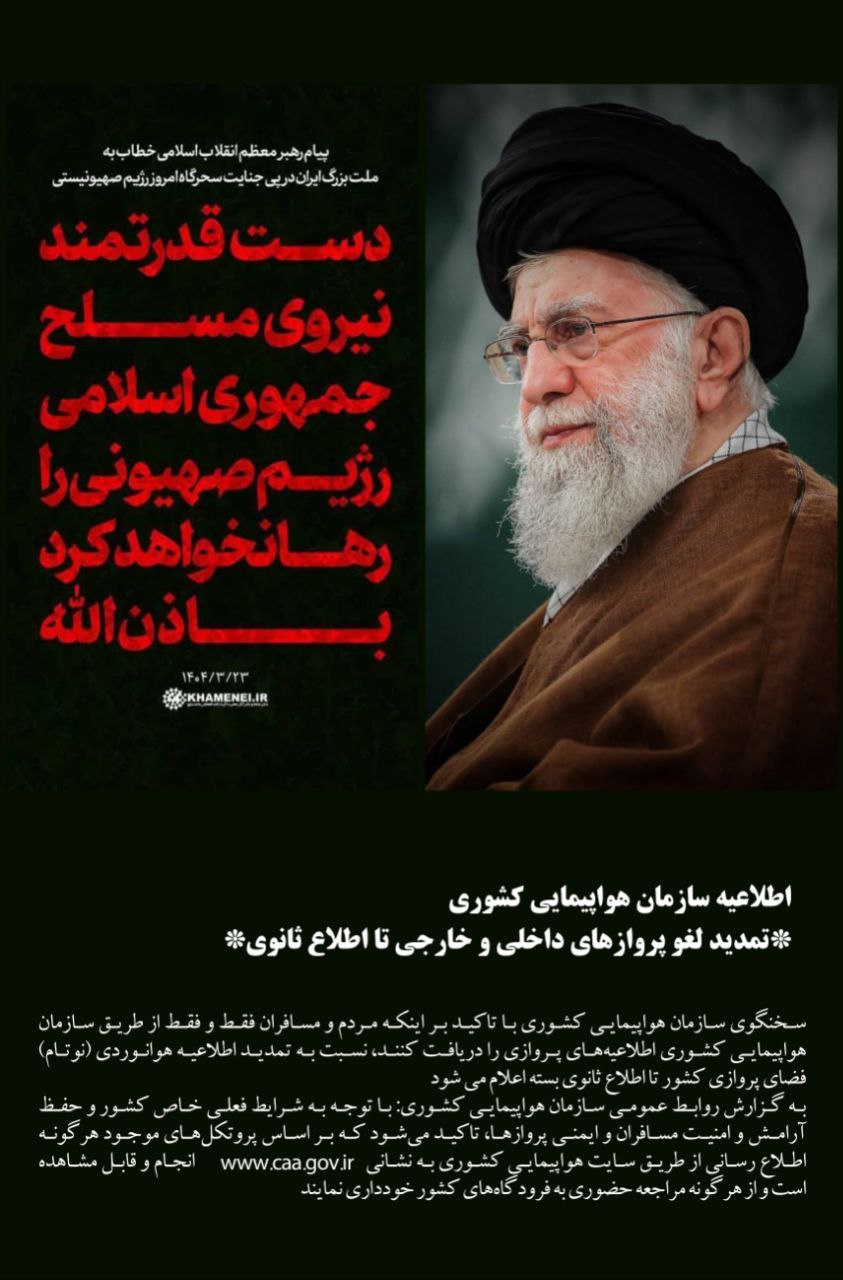 پیام رهبر معظم انقلاب اسلامی خطاب به
ملت بزرگ ایران در پی جنایت سحرگاه امروز رژیم صهیونیستی
دست قدرتمند
نیروی مسلح
جمهوری اسلامی
رژیم صهیونی را
رها نخواهد کرد
باذن الله
۱۴۰۴/۳/۲۳
KHAMENEI.IR
اطلاعیه سازمان هواپیمایی کشوری
*تمدید لغو پروازهای داخلی و خارجی تا اطلاع ثانوی*
سخنگوی سازمان هواپیمایی کشوری با تاکید بر اینکه مردم و مسافران فقط و فقط از طریق سازمان
هواپیمایی کشوری اطلاعیه‌های پروازی را دریافت کنند، نسبت به تمدید اطلاعیه هوانوردی (نوتام)
فضای پروازی کشور تا اطلاع ثانوی بسته اعلام می شود
به گزارش روابط عمومی سازمان هواپیمایی کشوری: با توجه به شرایط فعلی خاص کشور و حفظ
آرامش و امنیت مسافران و ایمنی پروازها، تاکید می‌شود که بر اساس پروتکل‌های موجود هرگونه
اطلاع رسانی از طریق سایت هواپیمایی کشوری به نشانی www.caa.gov.ir انجام و قابل مشاهده
است و از هر گونه مراجعه حضوری به فرودگاه‌های کشور خودداری نمایند